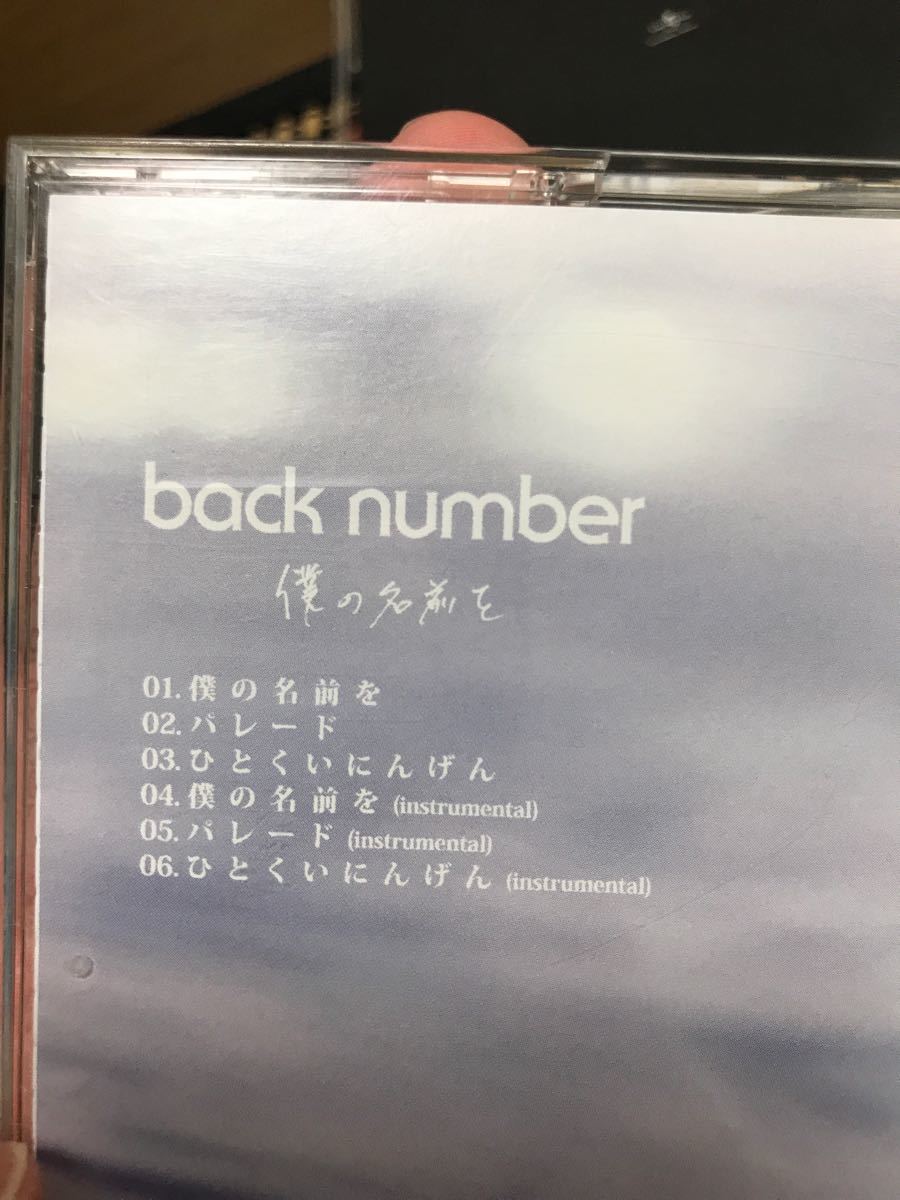 back number
僕の名前を
01. 僕の名前を
02. パレード
03. ひとくいにんげん
04. 僕の名前を (instrumental)
05. パレード (instrumental)
06. ひとくいにんげん (instrumental)